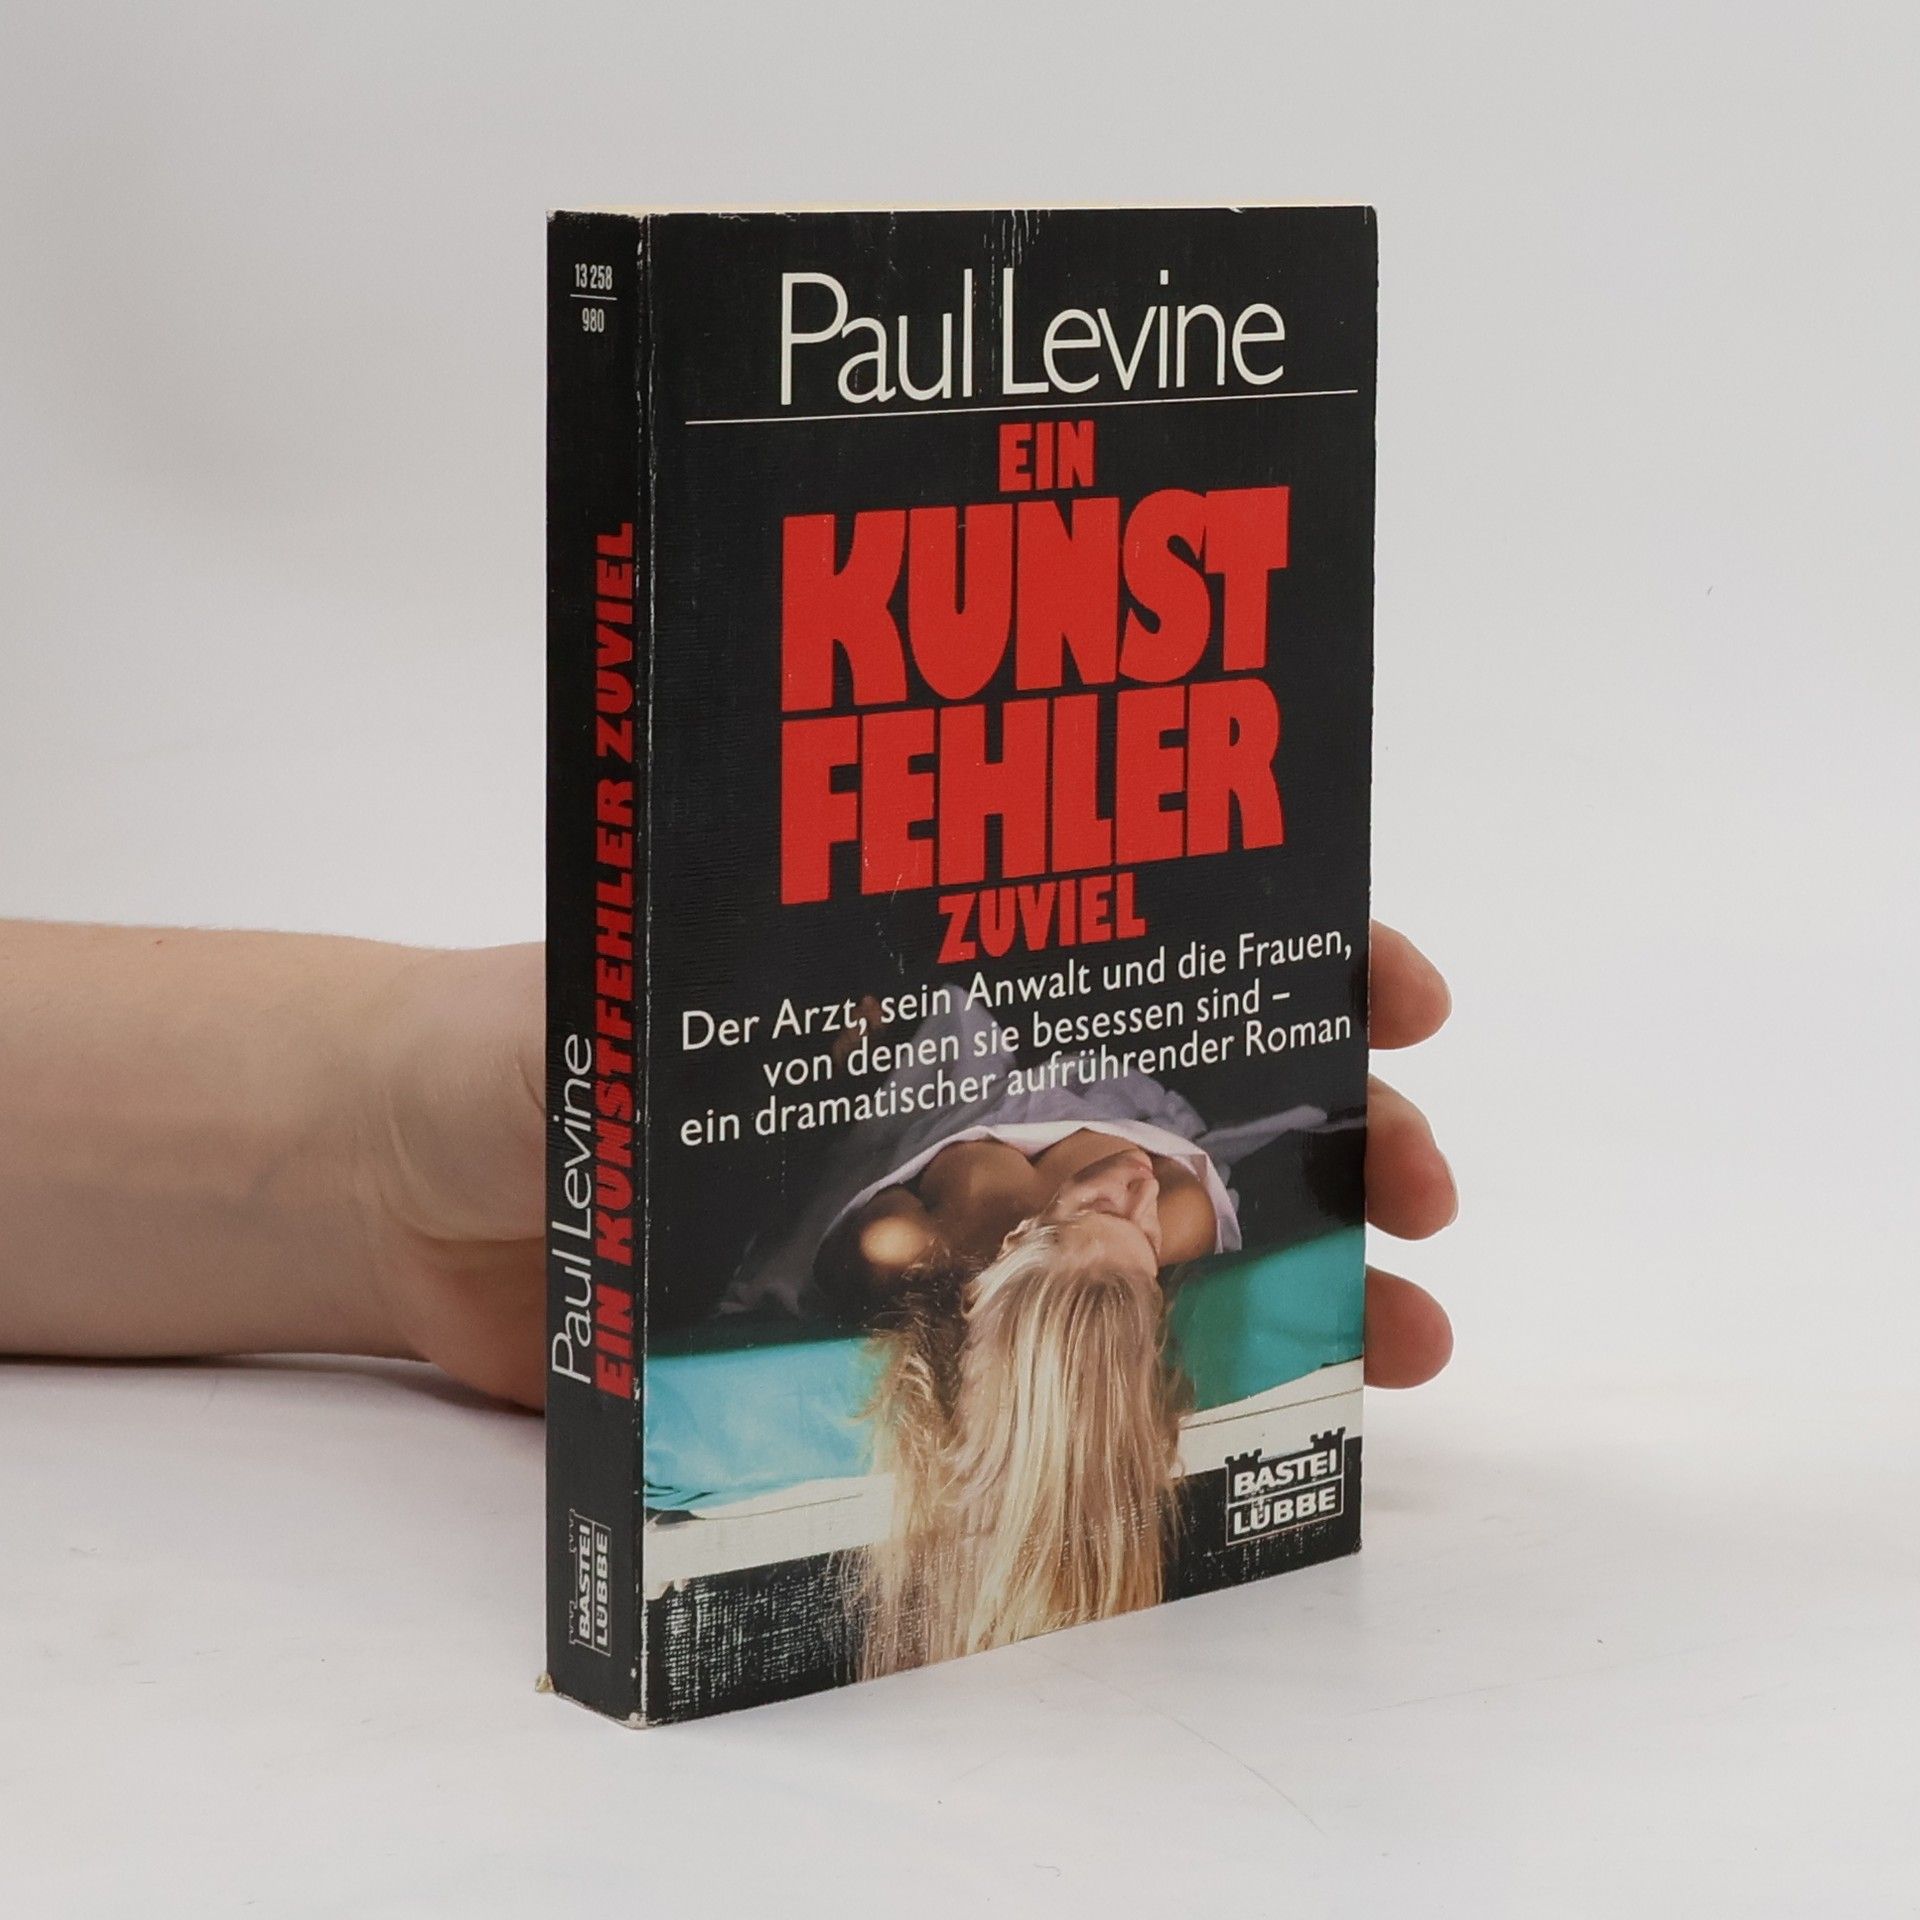 13 258
980
Paul Levine
EIN KUNSTFEHLER ZUVIEL
BASTEI
LÜBBE
Paul Levine
EIN
KUNST
FEHLER
ZUVIEL
Der Arzt, sein Anwalt und die Frauen,
von denen sie besessen sind –
ein dramatischer aufrührender Roman
BASTEI
LÜBBE